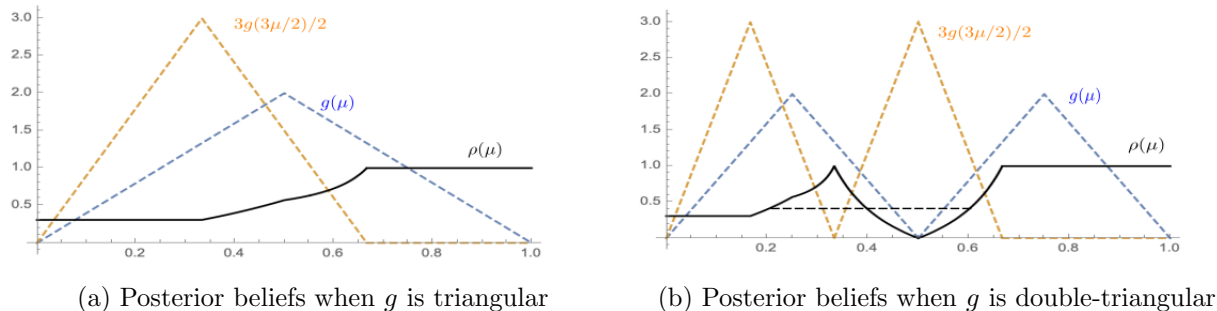 3.0
2.5
2.0
1.5
1.0
0.5
0.2
0.4
0.6
0.8
1.0
3g(3μ/2)/2
g(μ)
ρ(μ)
(a) Posterior beliefs when g is triangular
3.0
2.5
2.0
1.5
1.0
0.5
0.2
0.4
0.6
0.8
1.0
3g(3μ/2)/2
g(μ)
ρ(μ)
(b) Posterior beliefs when g is double-triangular